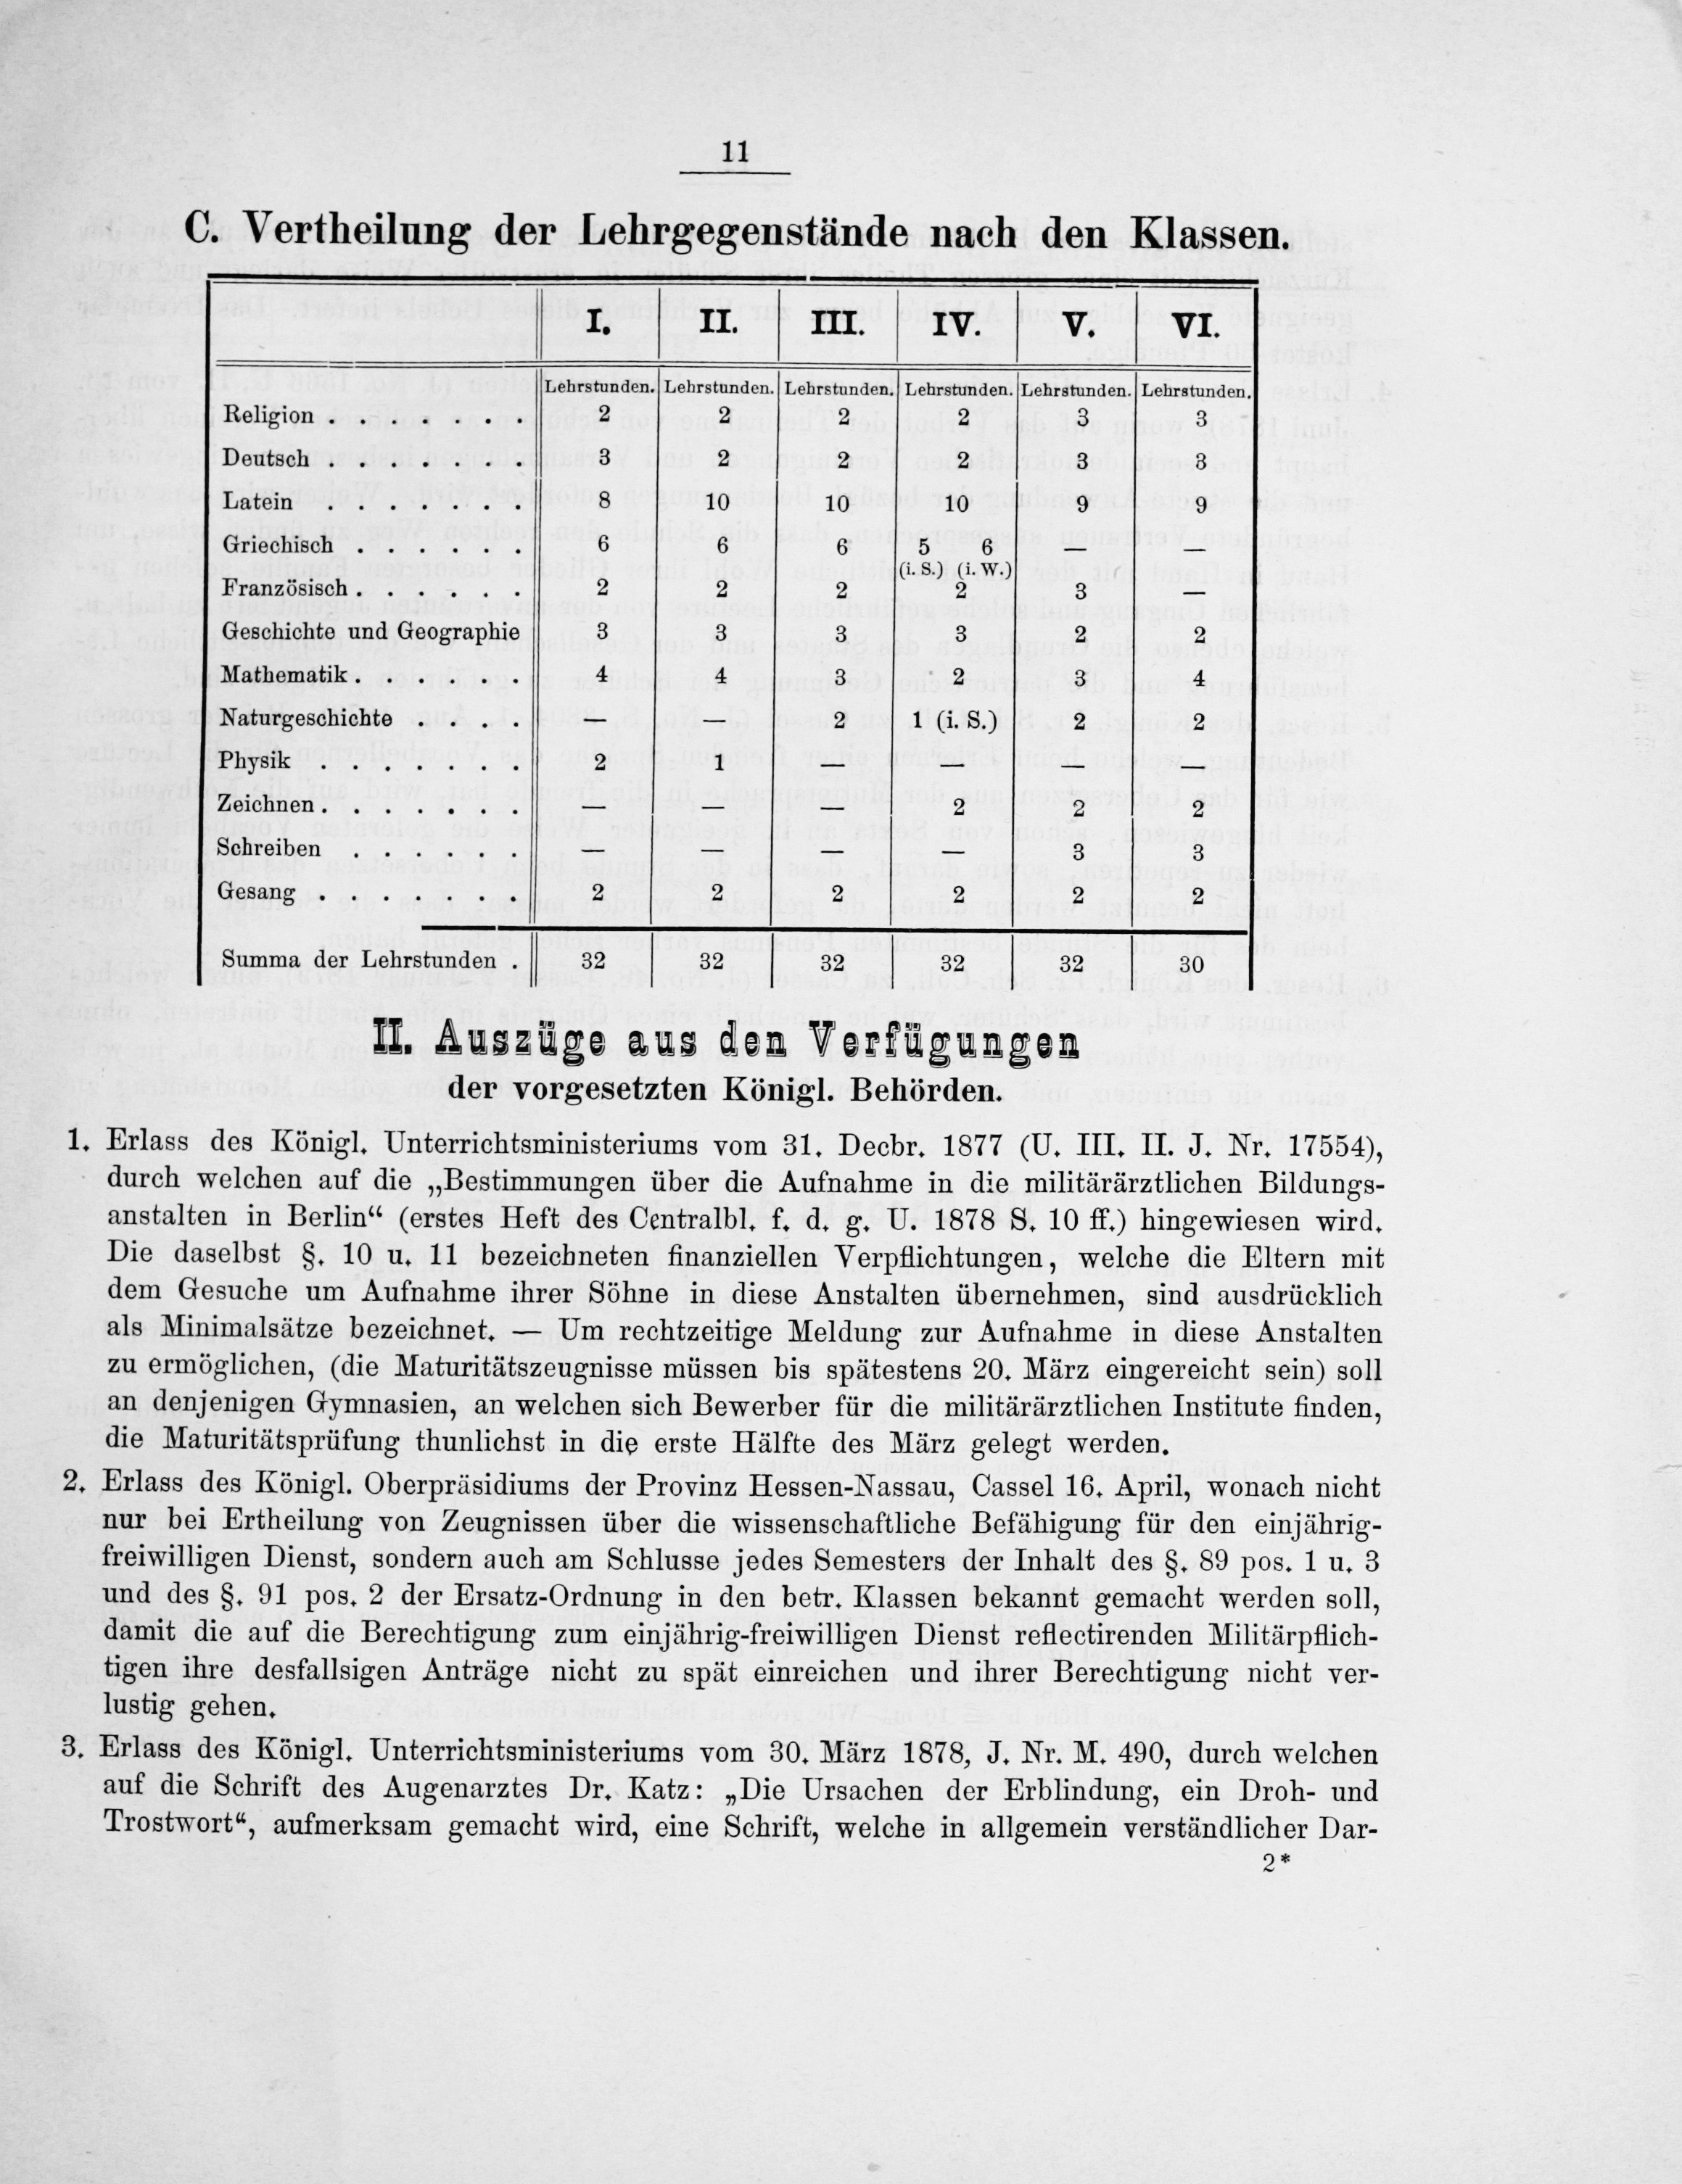 11
C. Vertheilung der Lehrgegenstände nach den Klassen.
I. II. III. IV. V. VI.
Lehrstunden. Lehrstunden. Lehrstunden. Lehrstunden. Lehrstunden. Lehrstunden.
Religion . . . . . . . 2 2 2 2 3 3
Deutsch . . . . . . . 3 2 2 2 3 3
Latein . . . . . . . 8 10 10 10 9 9
Griechisch . . . . . . 6 6 6 5 6 — —
(i. S.) (i. W.)
Französisch . . . . . . 2 2 2 2 3 —
Geschichte und Geographie 3 3 3 3 2 2
Mathematik . . . . . . 4 4 3 2 3 4
Naturgeschichte . . . . — — 2 1 (i. S.) 2 2
Physik . . . . . . . 2 1 — — — —
Zeichnen . . . . . . . — — — 2 2 2
Schreiben . . . . . . — — — — 3 3
Gesang . . . . . . . 2 2 2 2 2 2
Summa der Lehrstunden . 32 32 32 32 32 30
II. Auszüge aus den Verfügungen
der vorgesetzten Königl. Behörden.
1. Erlass des Königl. Unterrichtsministeriums vom 31. Decbr. 1877 (U. III. II. J. Nr. 17554),
durch welchen auf die „Bestimmungen über die Aufnahme in die militärärztlichen Bildungs-
anstalten in Berlin“ (erstes Heft des Centralbl. f. d. g. U. 1878 S. 10 ff.) hingewiesen wird.
Die daselbst §. 10 u. 11 bezeichneten finanziellen Verpflichtungen, welche die Eltern mit
dem Gesuche um Aufnahme ihrer Söhne in diese Anstalten übernehmen, sind ausdrücklich
als Minimalsätze bezeichnet. — Um rechtzeitige Meldung zur Aufnahme in diese Anstalten
zu ermöglichen, (die Maturitätszeugnisse müssen bis spätestens 20. März eingereicht sein) soll
an denjenigen Gymnasien, an welchen sich Bewerber für die militärärztlichen Institute finden,
die Maturitätsprüfung thunlichst in die erste Hälfte des März gelegt werden.
2. Erlass des Königl. Oberpräsidiums der Provinz Hessen-Nassau, Cassel 16. April, wonach nicht
nur bei Ertheilung von Zeugnissen über die wissenschaftliche Befähigung für den einjährig-
freiwilligen Dienst, sondern auch am Schlusse jedes Semesters der Inhalt des §. 89 pos. 1 u. 3
und des §. 91 pos. 2 der Ersatz-Ordnung in den betr. Klassen bekannt gemacht werden soll,
damit die auf die Berechtigung zum einjährig-freiwilligen Dienst reflectirenden Militärpflich-
tigen ihre desfallsigen Anträge nicht zu spät einreichen und ihrer Berechtigung nicht ver-
lustig gehen.
3. Erlass des Königl. Unterrichtsministeriums vom 30. März 1878, J. Nr. M. 490, durch welchen
auf die Schrift des Augenarztes Dr. Katz: „Die Ursachen der Erblindung, ein Droh- und
Trostwort“, aufmerksam gemacht wird, eine Schrift, welche in allgemein verständlicher Dar-
2*